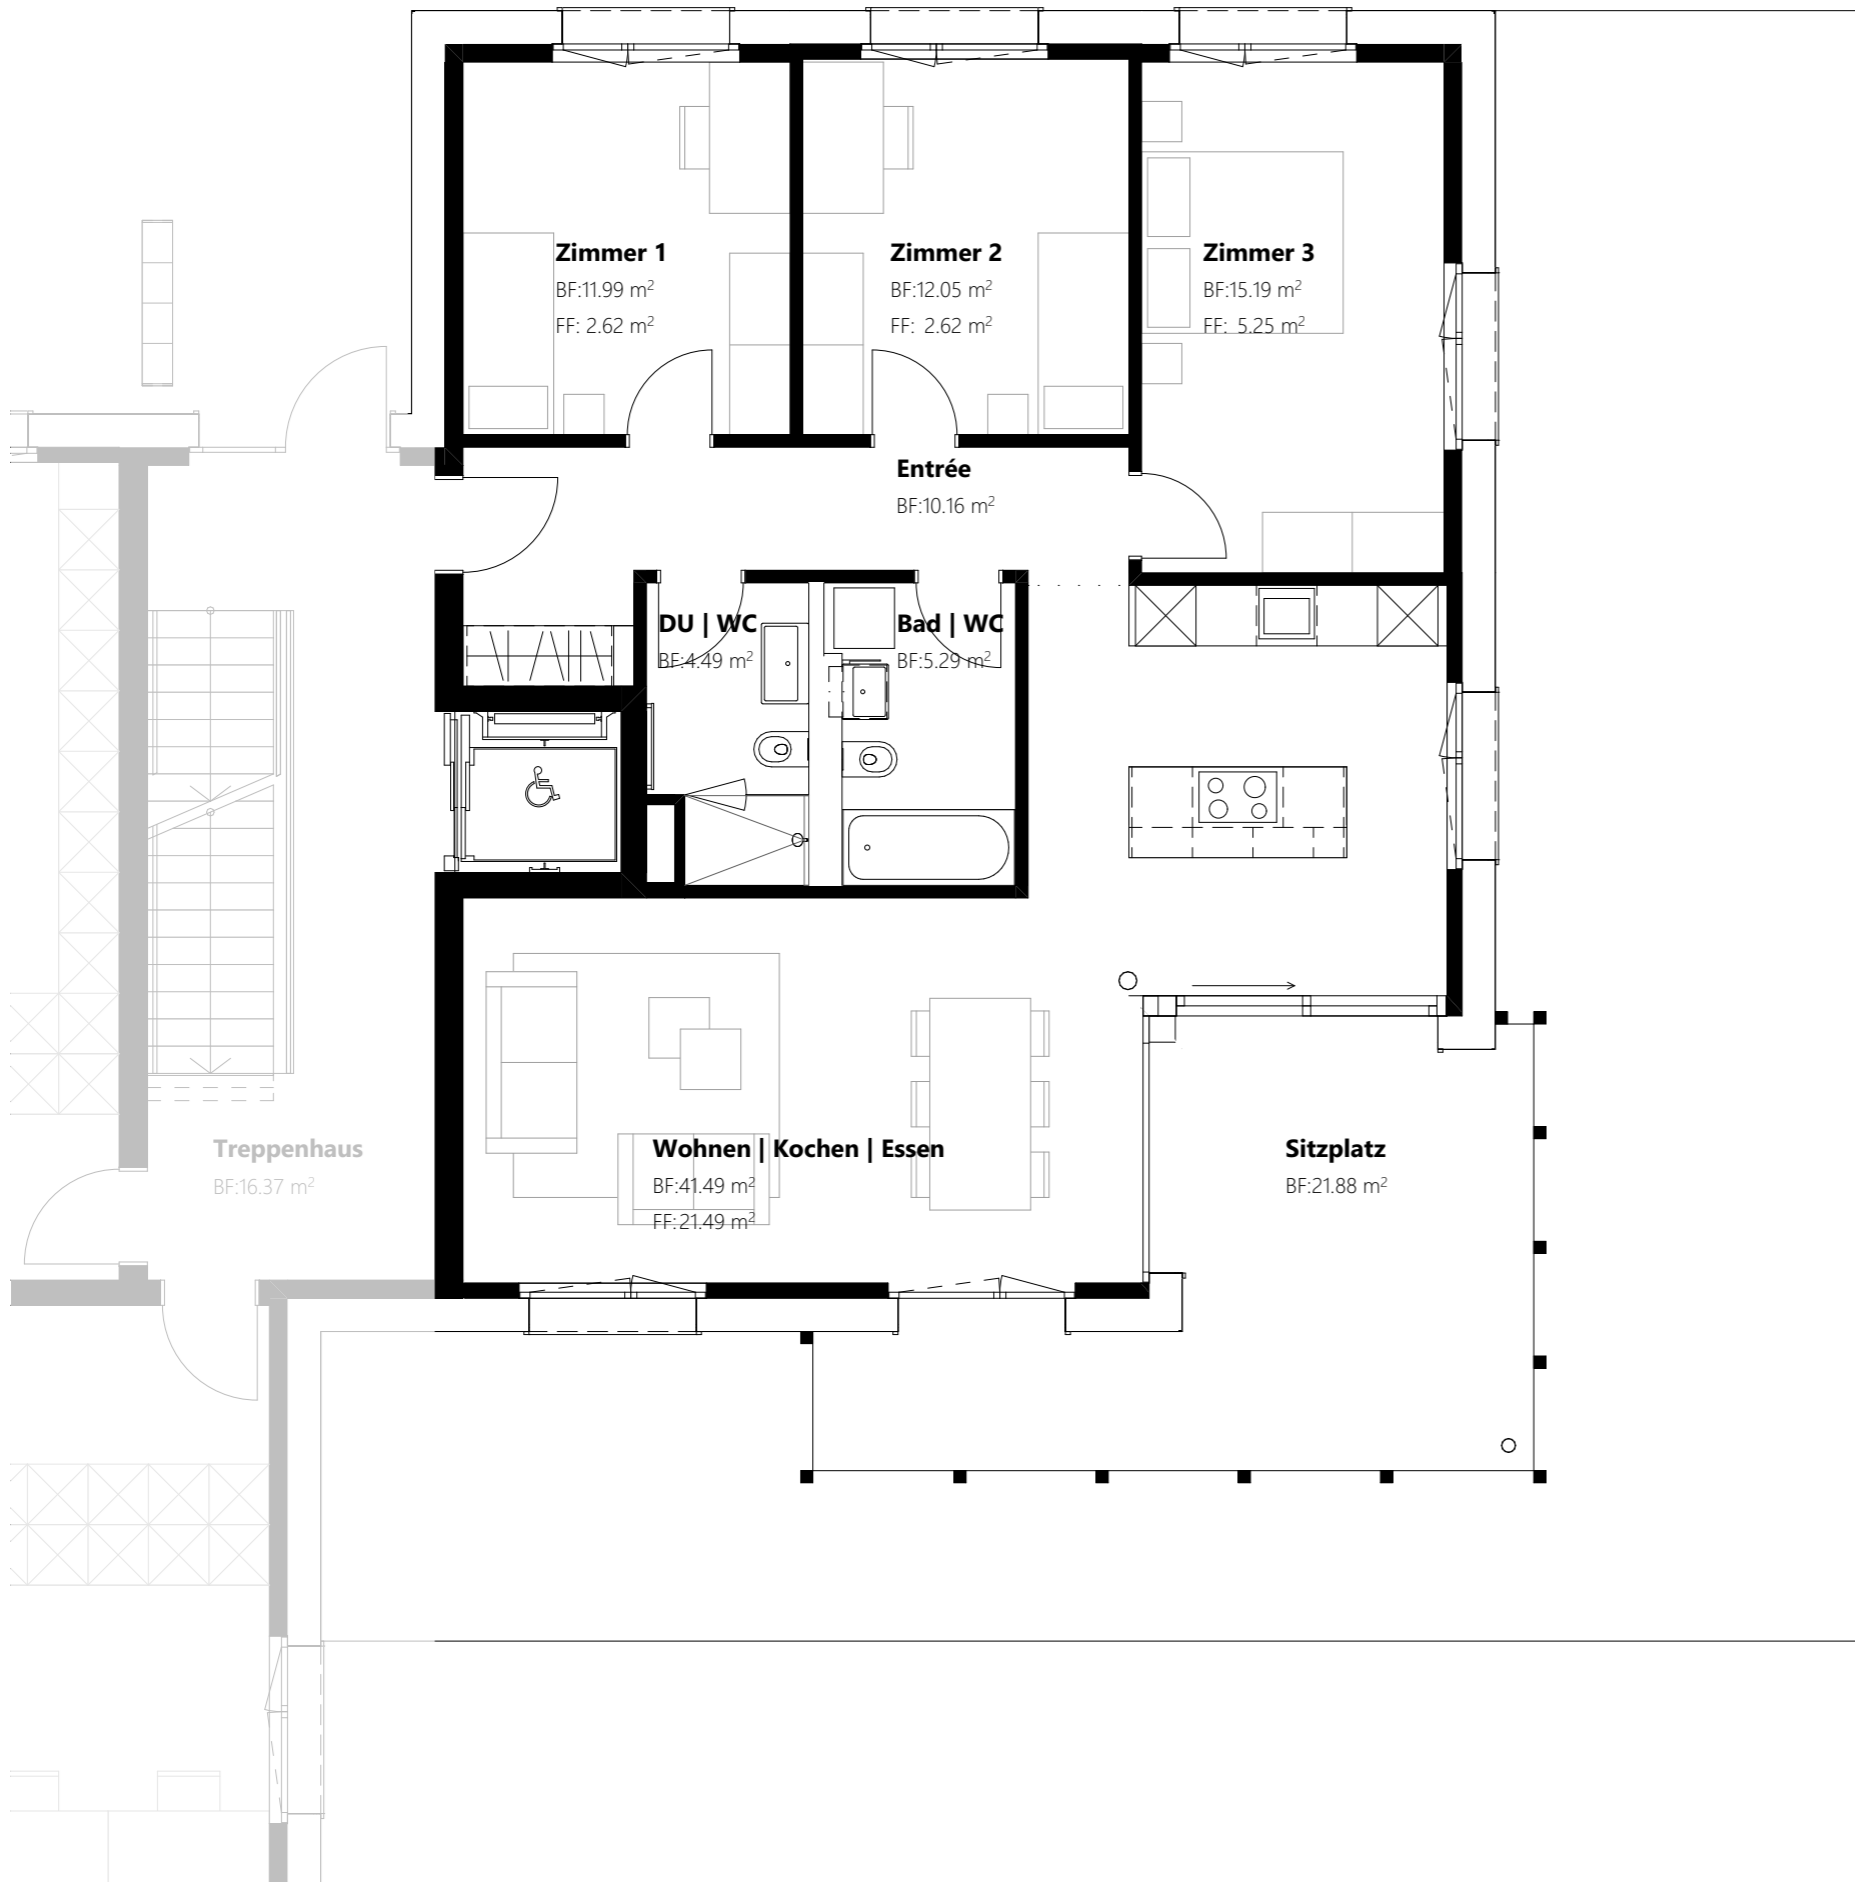 Zimmer 1
BF:11.99 m²
FF: 2.62 m²
Zimmer 2
BF:12.05 m²
FF: 2.62 m²
Zimmer 3
BF:15.19 m²
FF: 5.25 m²
Entrée
BF:10.16 m²
DU | WC
BF:4.49 m²
Bad | WC
BF:5.29 m²
Treppenhaus
BF:16.37 m²
Wohnen | Kochen | Essen
BF:41.49 m²
FF:21.49 m²
Sitzplatz
BF:21.88 m²